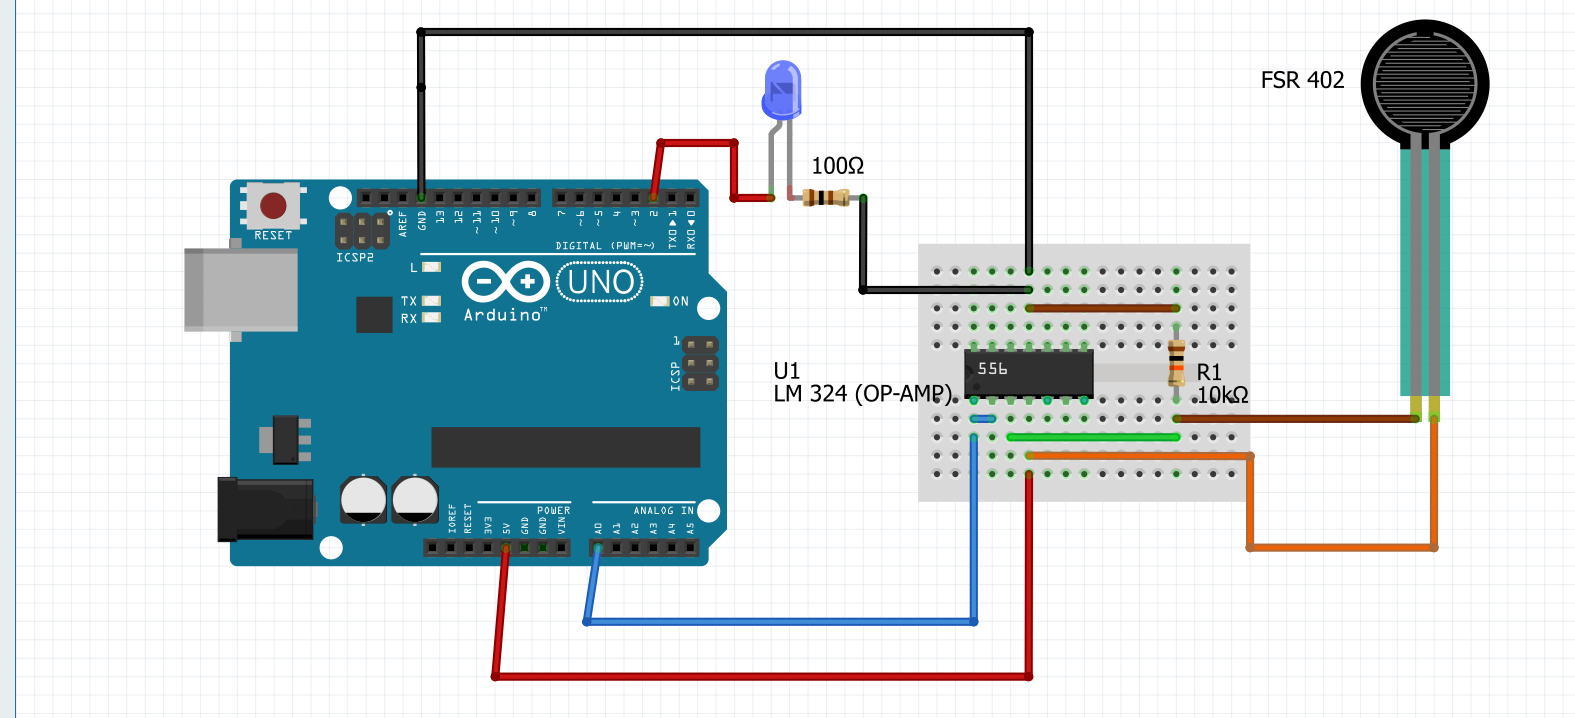 FSR 402
100Ω
RESET
ICSP2
AREF
GND
13
12
~11
~10
~9
8
7
~6
~5
4
~3
2
TX0▶1
RX0◀0
DIGITAL (PWM=~)
L
TX
RX
UNO
Arduino™
ON
1
ICSP
U1
LM 324 (OP-AMP)
556
R1
10kΩ
POWER
ANALOG IN
IOREF
RESET
3V3
5V
GND
GND
VIN
A0
A1
A2
A3
A4
A5